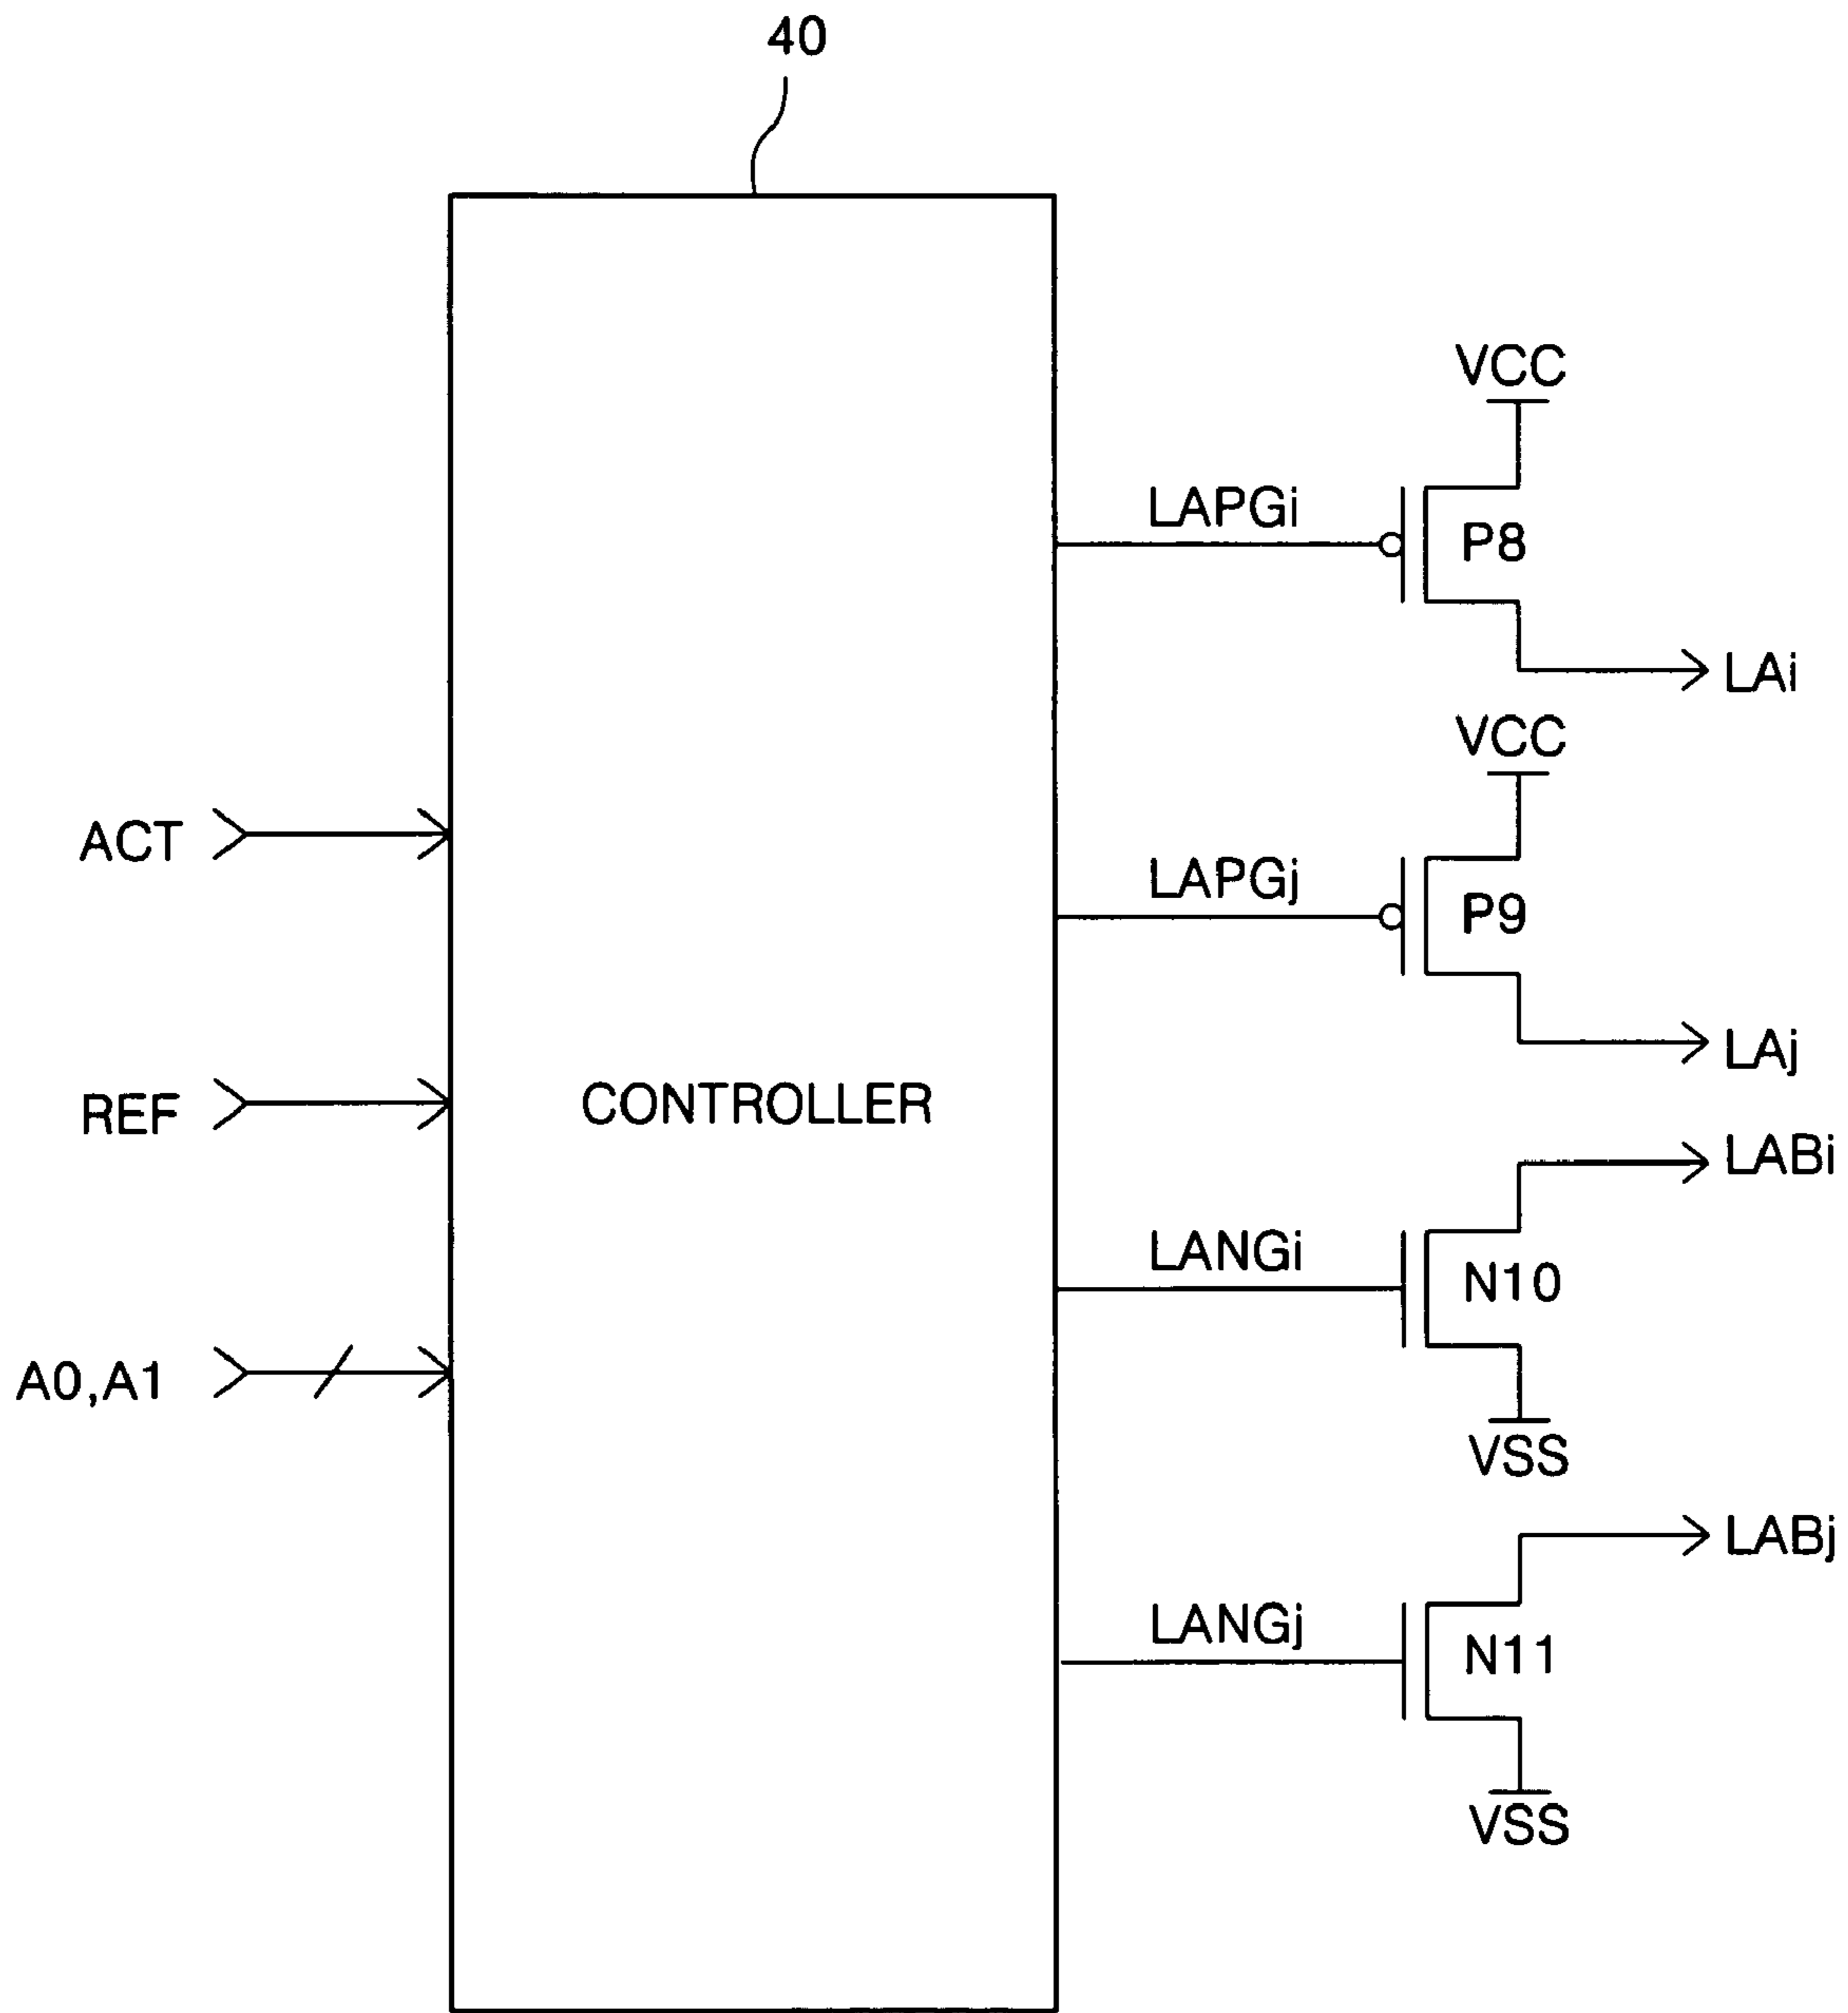 40
VCC
LAPGi
P8
LAi
VCC
ACT
LAPGj
P9
LAj
REF
CONTROLLER
LABi
LANGi
N10
A0,A1
VSS
LABj
LANGj
N11
VSS